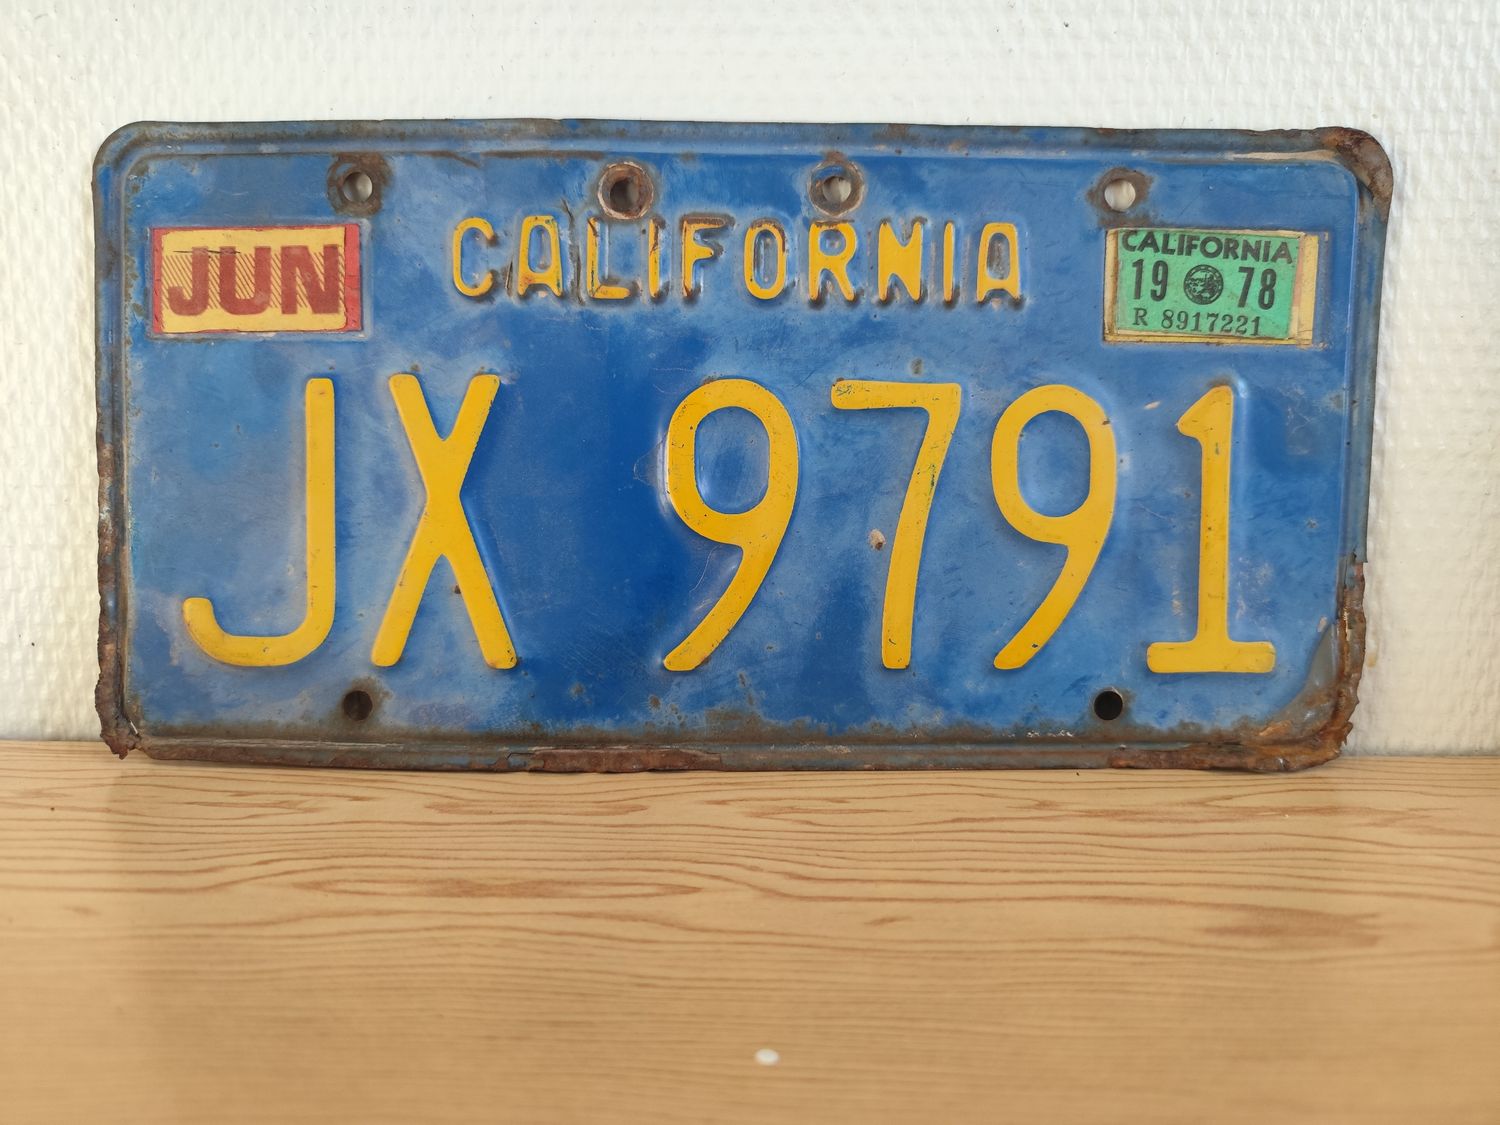 JUN
CALIFORNIA
CALIFORNIA
19 78
R 8917221
JX 9791